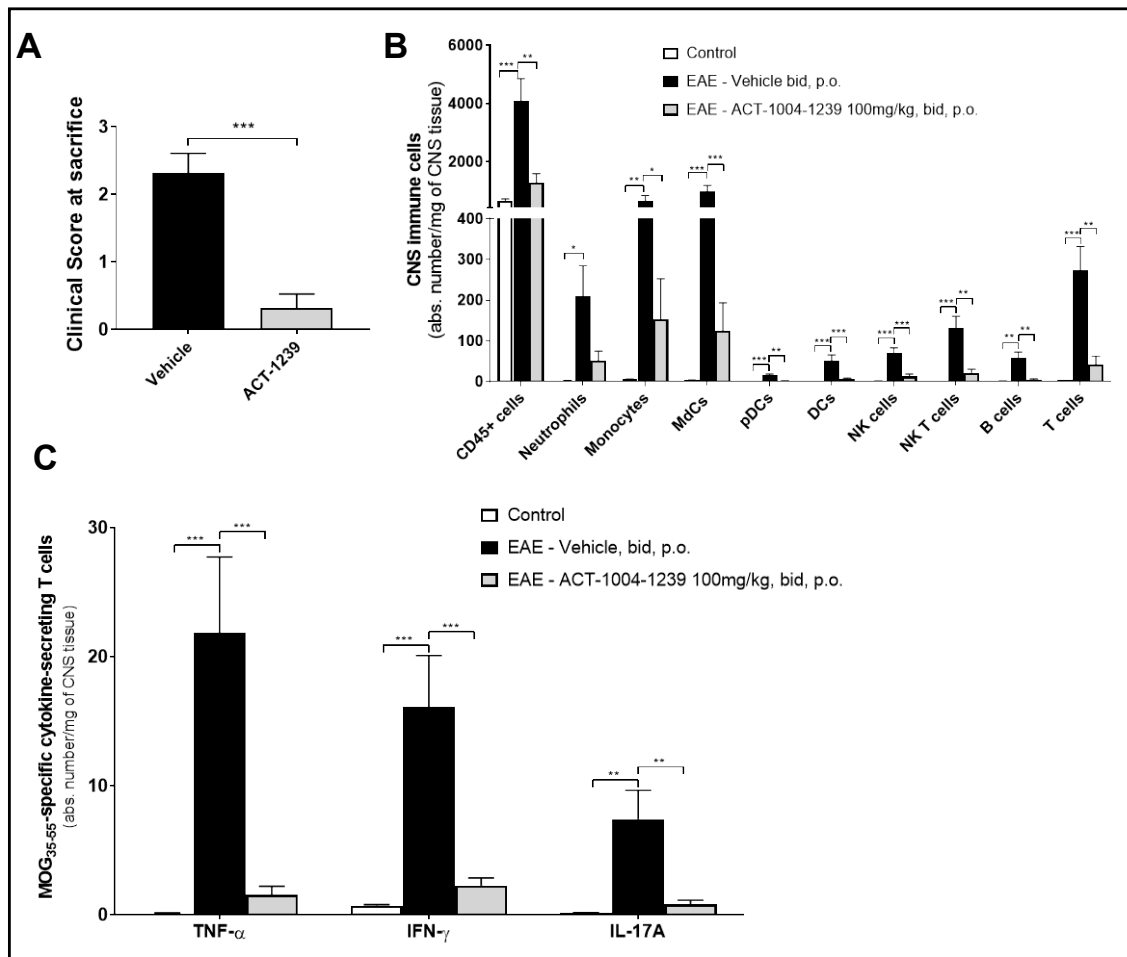 A
Clinical Score at sacrifice
3
2
1
0
***
Vehicle
ACT-1239
B
CNS immune cells
(abs. number/mg of CNS tissue)
6000
4000
2000
400
300
200
100
0
Control
EAE - Vehicle bid, p.o.
EAE - ACT-1004-1239 100mg/kg, bid, p.o.
*** **
*
** *
*** ***
*** **
*** ***
*** ***
*** **
** **
*** **
CD45+ cells
Neutrophils
Monocytes
MdCs
pDCs
DCs
NK cells
NK T cells
B cells
T cells
C
MOG35-55-specific cytokine-secreting T cells
(abs. number/mg of CNS tissue)
30
20
10
0
Control
EAE - Vehicle, bid, p.o.
EAE - ACT-1004-1239 100mg/kg, bid, p.o.
*** ***
*** ***
** **
TNF-α
IFN-γ
IL-17A